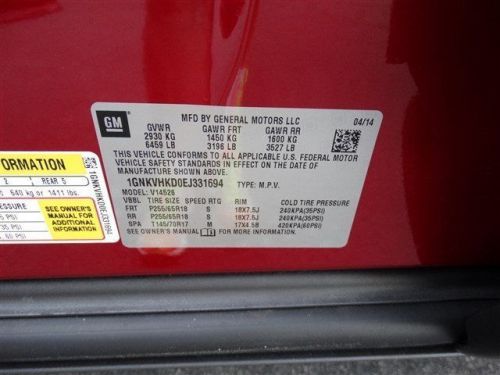 GM
MFD BY GENERAL MOTORS LLC 04/14
GVWR GAWR FRT GAWR RR
2930 KG 1450 KG 1600 KG
6459 LB 3196 LB 3527 LB
THIS VEHICLE CONFORMS TO ALL APPLICABLE U.S. FEDERAL MOTOR
VEHICLE SAFETY STANDARDS IN EFFECT ON THE DATE OF
MANUFACTURE SHOWN ABOVE.
1GNKVHKD0EJ331694 TYPE: M.P.V.
MODEL: V14526
VBBL TIRE SIZE SPEED RTG RIM COLD TIRE PRESSURE
FRT P255/65R18 S 18X7.5J 240KPA(35PSI)
RR P255/65R18 S 18X7.5J 240KPA(35PSI)
SPA T145/70R17 M 17X4.5B 420KPA(60PSI)
SEE OWNER'S MANUAL FOR MORE INFORMATION.
FORMATION
2 REAR 5
640 kg or 1411 lbs.
SEE OWNER'S
MANUAL FOR
ADDITIONAL
INFORMATION
1GNKVHKD0EJ331694